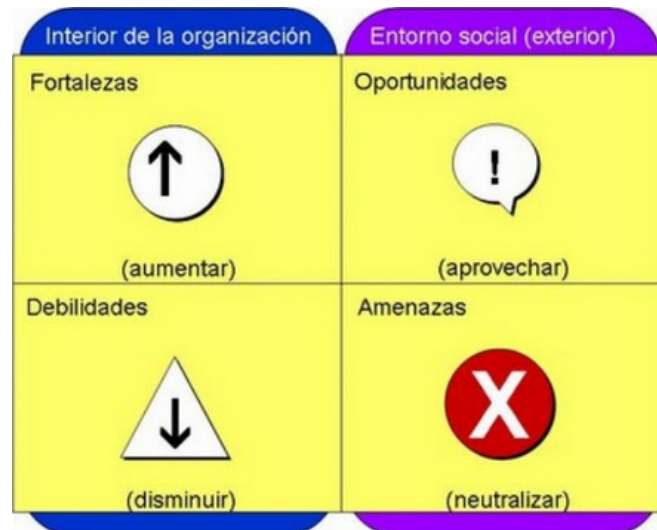 Interior de la organización
Entorno social (exterior)
Fortalezas
Oportunidades
!
(aumentar)
(aprovechar)
Debilidades
Amenazas
X
(disminuir)
(neutralizar)